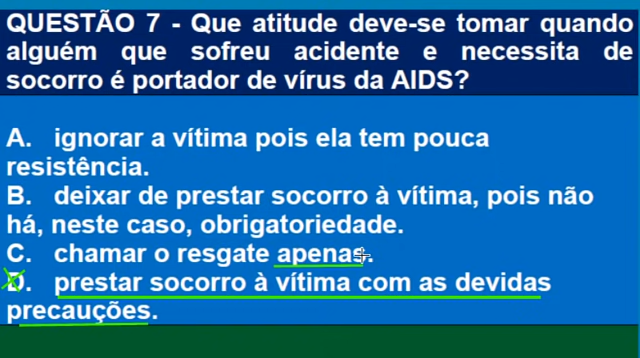 QUESTÃO 7 - Que atitude deve-se tomar quando
alguém que sofreu acidente e necessita de
socorro é portador de vírus da AIDS?
A. ignorar a vítima pois ela tem pouca
resistência.
B. deixar de prestar socorro à vítima, pois não
há, neste caso, obrigatoriedade.
C. chamar o resgate apenas.
D. prestar socorro à vítima com as devidas
precauções.